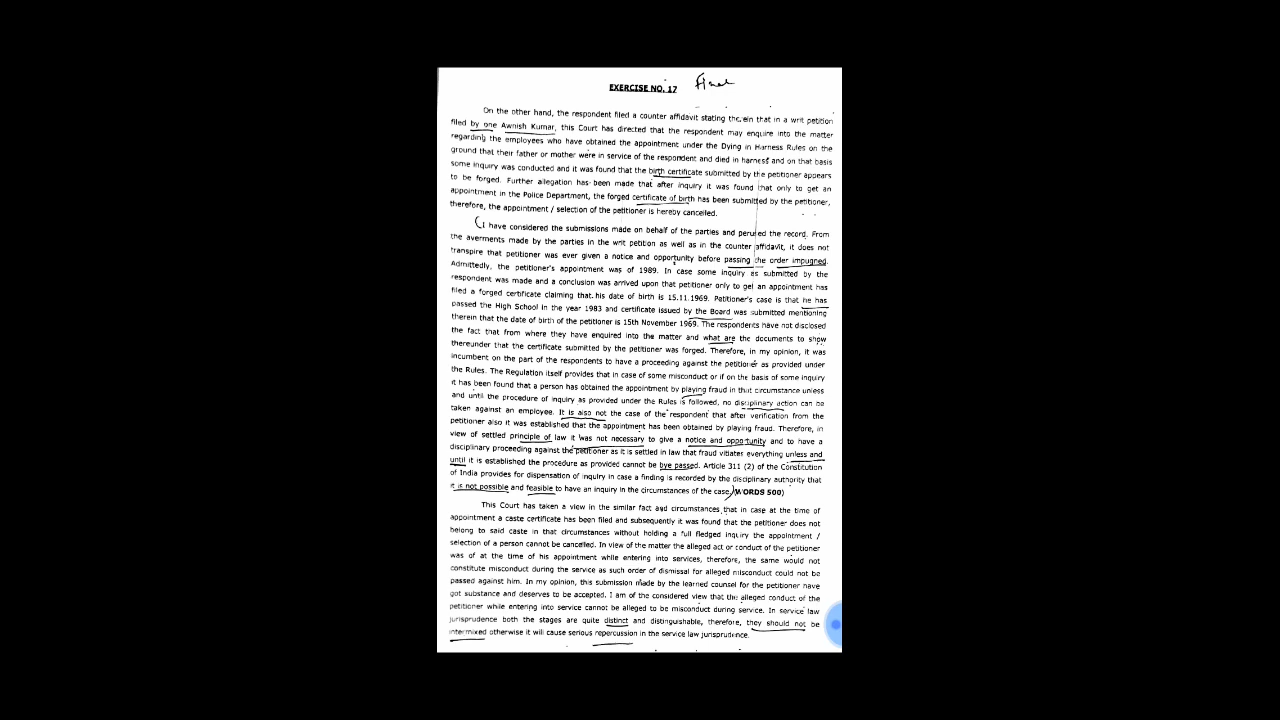 EXERCISE NO. 17 Final
On the other hand, the respondent filed a counter affidavit stating therein that in a writ petition
filed by one Awnish Kumar, this Court has directed that the respondent may enquire into the matter
regarding the employees who have obtained the appointment under the Dying in Harness Rules on the
ground that their father or mother were in service of the respondent and died in harness and on that basis
some inquiry was conducted and it was found that the birth certificate submitted by the petitioner appears
to be forged. Further allegation has been made that after inquiry it was found that only to get an
appointment in the Police Department, the forged certificate of birth has been submitted by the petitioner,
therefore, the appointment / selection of the petitioner is hereby cancelled.
(I have considered the submissions made on behalf of the parties and perused the record. From
the averments made by the parties in the writ petition as well as in the counter affidavit, it does not
transpire that petitioner was ever given a notice and opportunity before passing the order impugned.
Admittedly, the petitioner's appointment was of 1989. In case some inquiry as submitted by the
respondent was made and a conclusion was arrived upon that petitioner only to get an appointment has
filed a forged certificate claiming that his date of birth is 15.11.1969. Petitioner's case is that he has
passed the High School in the year 1983 and certificate issued by the Board was submitted mentioning
therein that the date of birth of the petitioner is 15th November 1969. The respondents have not disclosed
the fact that from where they have enquired into the matter and what are the documents to show
thereunder that the certificate submitted by the petitioner was forged. Therefore, in my opinion, it was
incumbent on the part of the respondents to have a proceeding against the petitioner as provided under
the Rules. The Regulation itself provides that in case of some misconduct or if on the basis of some inquiry
it has been found that a person has obtained the appointment by playing fraud in that circumstance unless
and until the procedure of inquiry as provided under the Rules is followed, no disciplinary action can be
taken against an employee. It is also not the case of the respondent that after verification from the
petitioner also it was established that the appointment has been obtained by playing fraud. Therefore, in
view of settled principle of law it was not necessary to give a notice and opportunity and to have a
disciplinary proceeding against the petitioner as it is settled in law that fraud vitiates everything unless and
until it is established the procedure as provided cannot be bye passed. Article 311 (2) of the Constitution
of India provides for dispensation of inquiry in case a finding is recorded by the disciplinary authority that
it is not possible and feasible to have an inquiry in the circumstances of the case.)(WORDS 500)
This Court has taken a view in the similar fact and circumstances that in case at the time of
appointment a caste certificate has been filed and subsequently it was found that the petitioner does not
belong to said caste in that circumstances without holding a full fledged inquiry the appointment /
selection of a person cannot be cancelled. In view of the matter the alleged act or conduct of the petitioner
was of at the time of his appointment while entering into services, therefore, the same would not
constitute misconduct during the service as such order of dismissal for alleged misconduct could not be
passed against him. In my opinion, this submission made by the learned counsel for the petitioner have
got substance and deserves to be accepted. I am of the considered view that the alleged conduct of the
petitioner while entering into service cannot be alleged to be misconduct during service. In service law
jurisprudence both the stages are quite distinct and distinguishable, therefore, they should not be
intermixed otherwise it will cause serious repercussion in the service law jurisprudence.